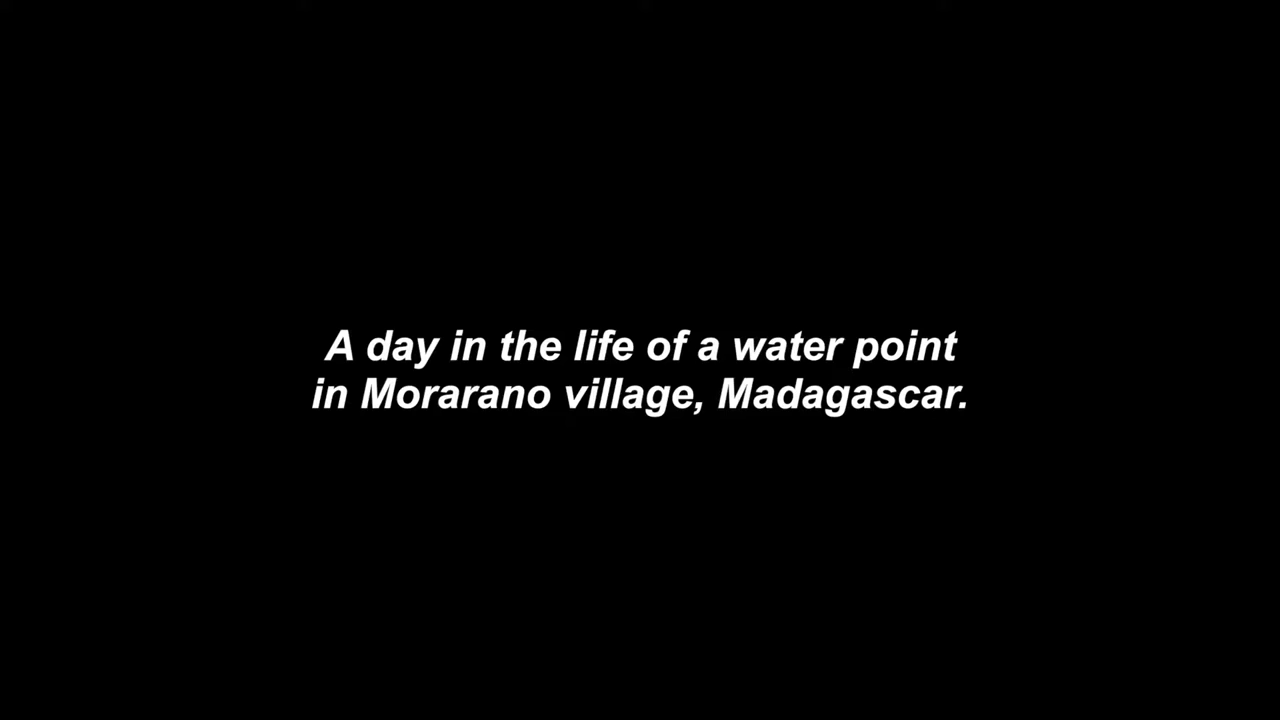 A day in the life of a water point
in Morarano village, Madagascar.